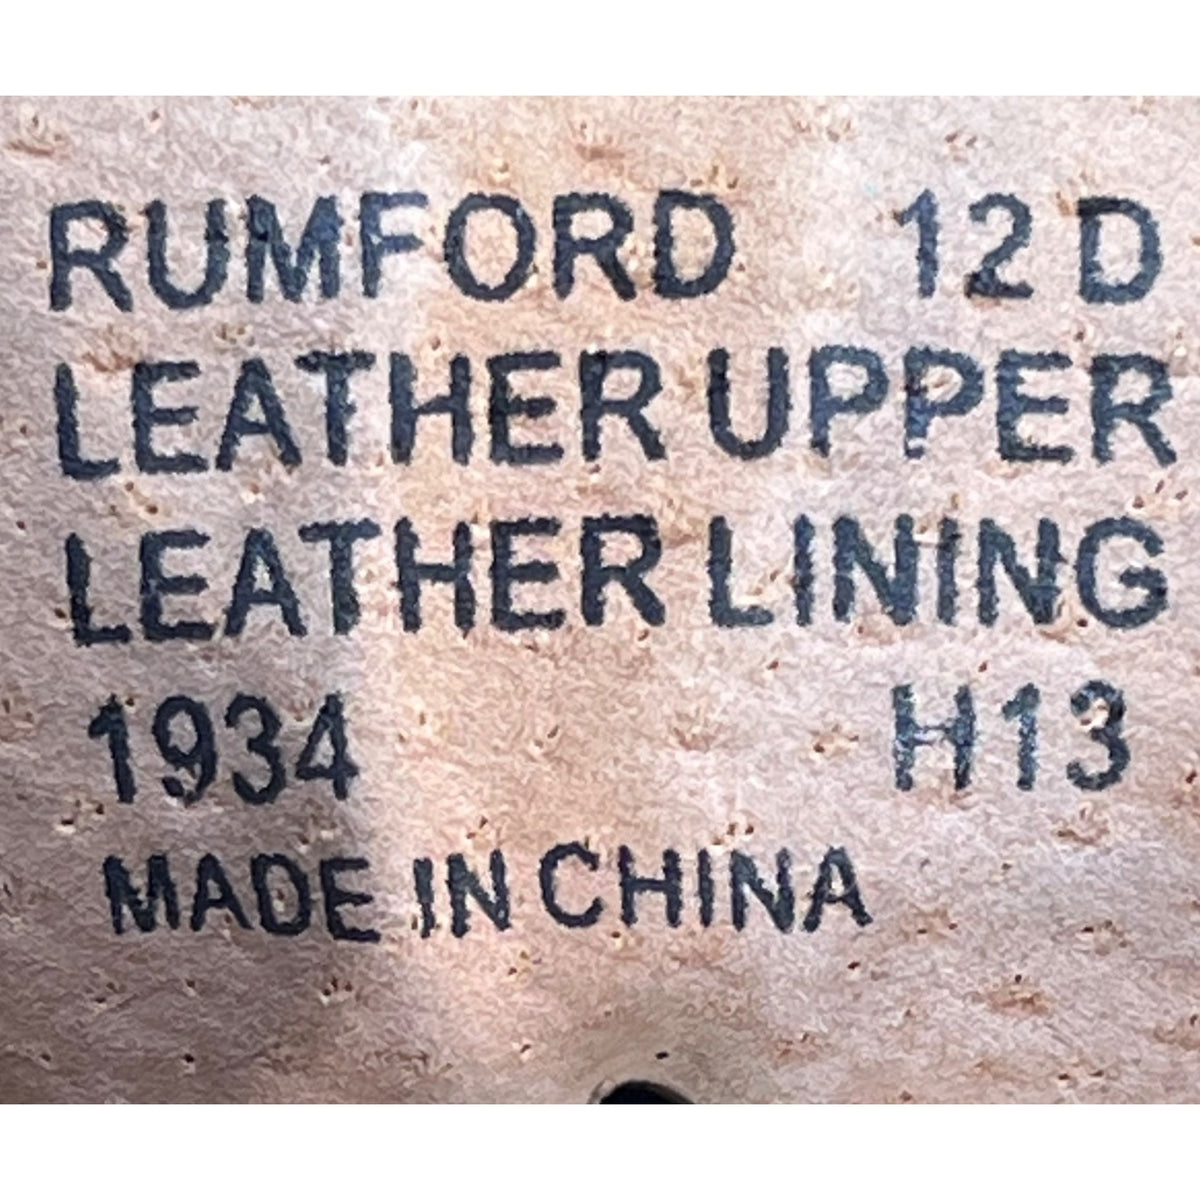 RUMFORD 12 D
LEATHER UPPER
LEATHER LINING
1934 H13
MADE IN CHINA